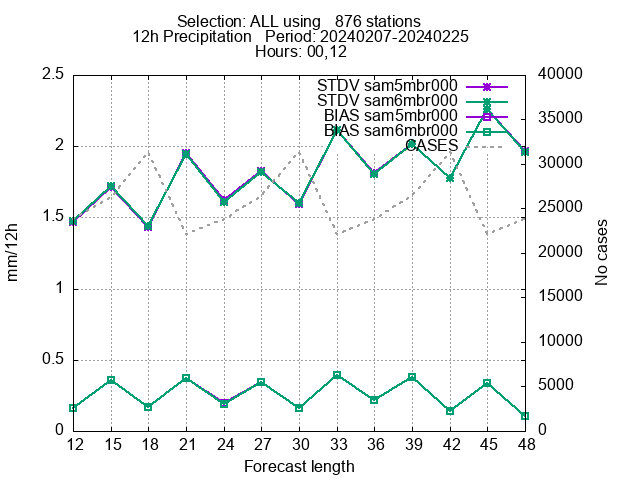 Selection: ALL using   876 stations
12h Precipitation   Period: 20240207-20240225
Hours: 00,12
STDV sam5mbr000
STDV sam6mbr000
BIAS sam5mbr000
BIAS sam6mbr000
CASES
2.5
2
1.5
1
0.5
0
mm/12h
40000
35000
30000
25000
20000
15000
10000
5000
0
No cases
12 15 18 21 24 27 30 33 36 39 42 45 48
Forecast length